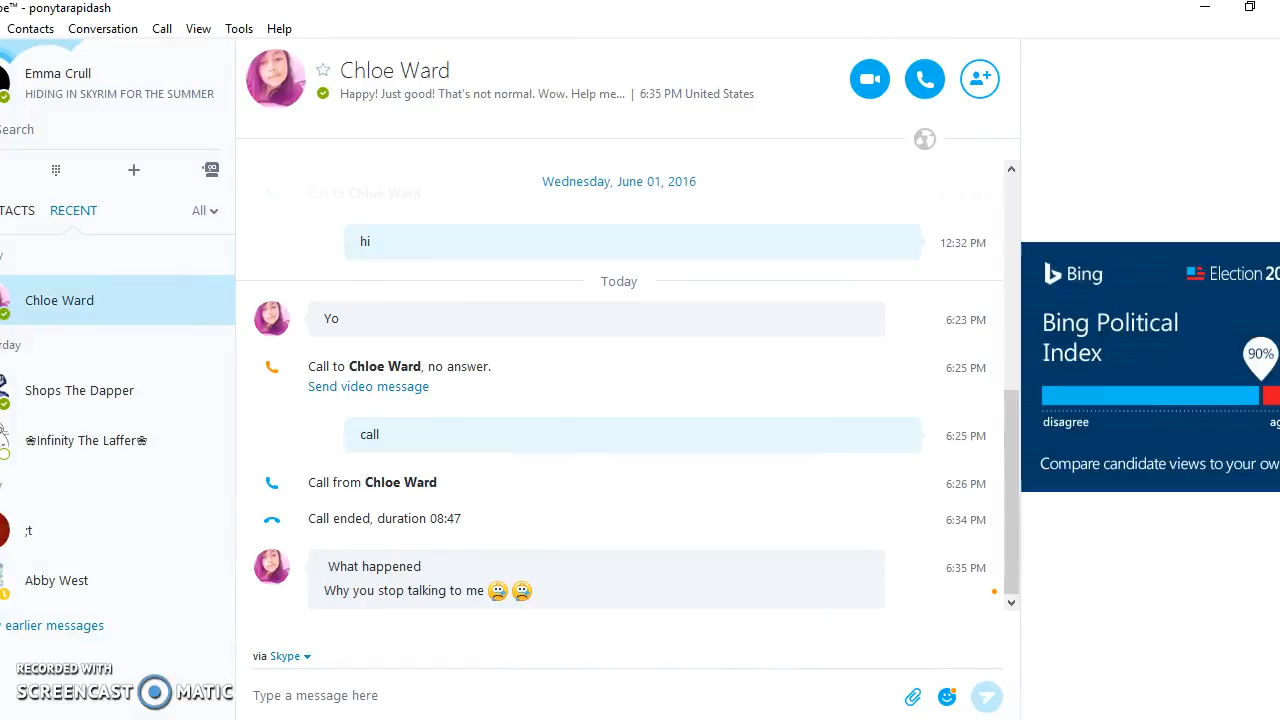 pe™ - ponytarapidash
Contacts Conversation Call View Tools Help
Emma Crull
HIDING IN SKYRIM FOR THE SUMMER
Search
TACTS RECENT All
y
Chloe Ward
rday
Shops The Dapper
❀Infinity The Laffer❀
y
;t
Abby West
earlier messages
RECORDED WITH
SCREENCAST MATIC
Chloe Ward
Happy! Just good! That's not normal. Wow. Help me... | 6:35 PM United States
Wednesday, June 01, 2016
Call to Chloe Ward
hi 12:32 PM
Today
Yo 6:23 PM
Call to Chloe Ward, no answer. 6:25 PM
Send video message
call 6:25 PM
Call from Chloe Ward 6:26 PM
Call ended, duration 08:47 6:34 PM
What happened 6:35 PM
Why you stop talking to me
via Skype
Type a message here
Bing Election 20
Bing Political
Index
90%
disagree ag
Compare candidate views to your ow